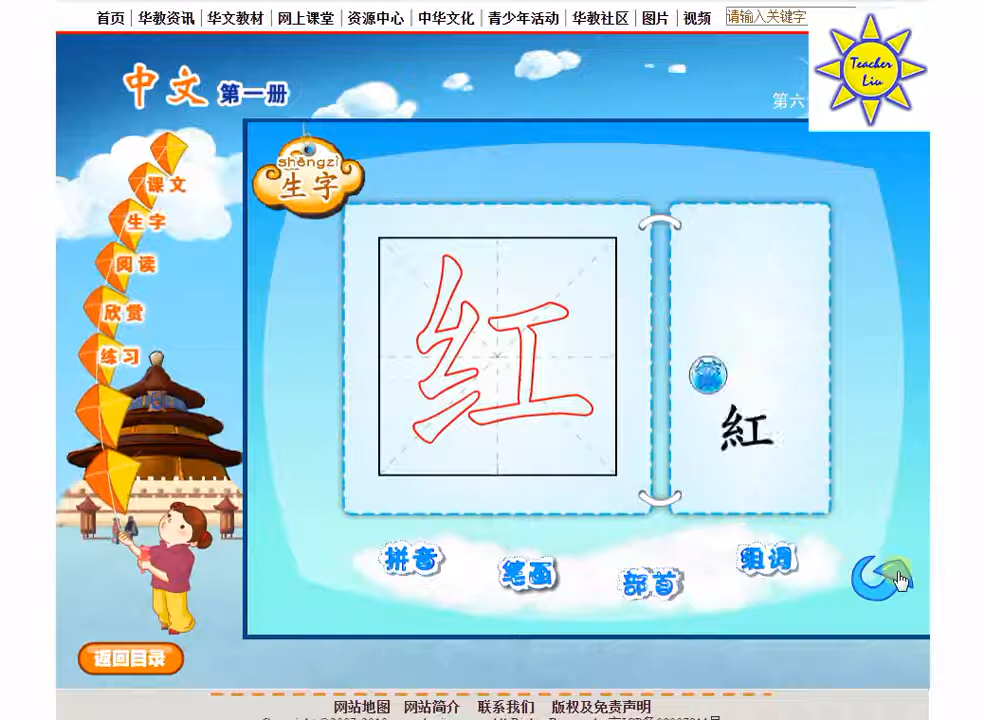 首页 华教资讯 华文教材 网上课堂 资源中心 中华文化 青少年活动 华教社区 图片 视频 请输入关键字
Teacher
Liu
中文 第一册
第六
shēngzì
生字
课文
生字
阅读
欣赏
练习
红
繁
紅
拼音
笔画
部首
组词
返回目录
网站地图 网站简介 联系我们 版权及免责声明